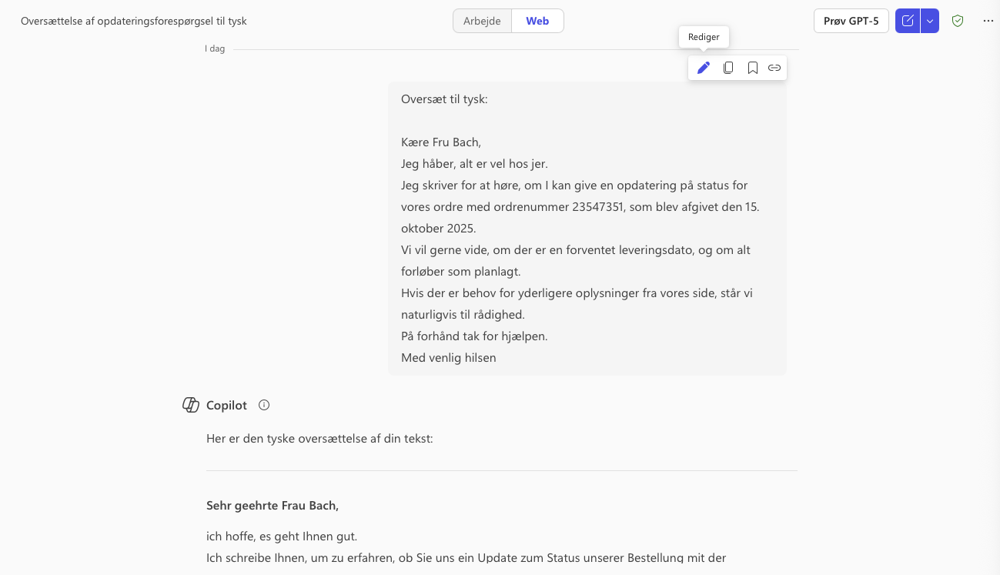 Oversættelse af opdateringsforespørgsel til tysk
Arbejde
Web
Prøv GPT-5
Rediger
I dag
Oversæt til tysk:
Kære Fru Bach,
Jeg håber, alt er vel hos jer.
Jeg skriver for at høre, om I kan give en opdatering på status for
vores ordre med ordrenummer 23547351, som blev afgivet den 15.
oktober 2025.
Vi vil gerne vide, om der er en forventet leveringsdato, og om alt
forløber som planlagt.
Hvis der er behov for yderligere oplysninger fra vores side, står vi
naturligvis til rådighed.
På forhånd tak for hjælpen.
Med venlig hilsen
Copilot
Her er den tyske oversættelse af din tekst:
Sehr geehrte Frau Bach,
ich hoffe, es geht Ihnen gut.
Ich schreibe Ihnen, um zu erfahren, ob Sie uns ein Update zum Status unserer Bestellung mit der